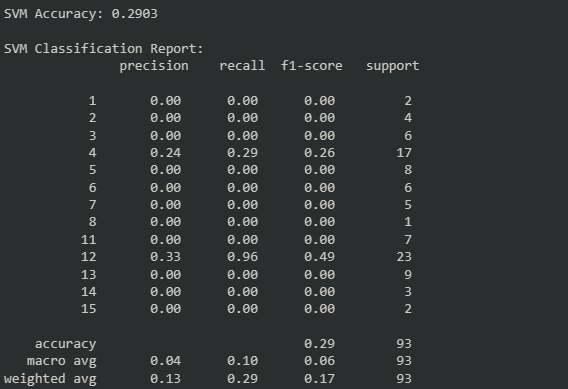 SVM Accuracy: 0.2903
SVM Classification Report:
precision recall f1-score support
1 0.00 0.00 0.00 2
2 0.00 0.00 0.00 4
3 0.00 0.00 0.00 6
4 0.24 0.29 0.26 17
5 0.00 0.00 0.00 8
6 0.00 0.00 0.00 6
7 0.00 0.00 0.00 5
8 0.00 0.00 0.00 1
11 0.00 0.00 0.00 7
12 0.33 0.96 0.49 23
13 0.00 0.00 0.00 9
14 0.00 0.00 0.00 3
15 0.00 0.00 0.00 2
accuracy 0.29 93
macro avg 0.04 0.10 0.06 93
weighted avg 0.13 0.29 0.17 93